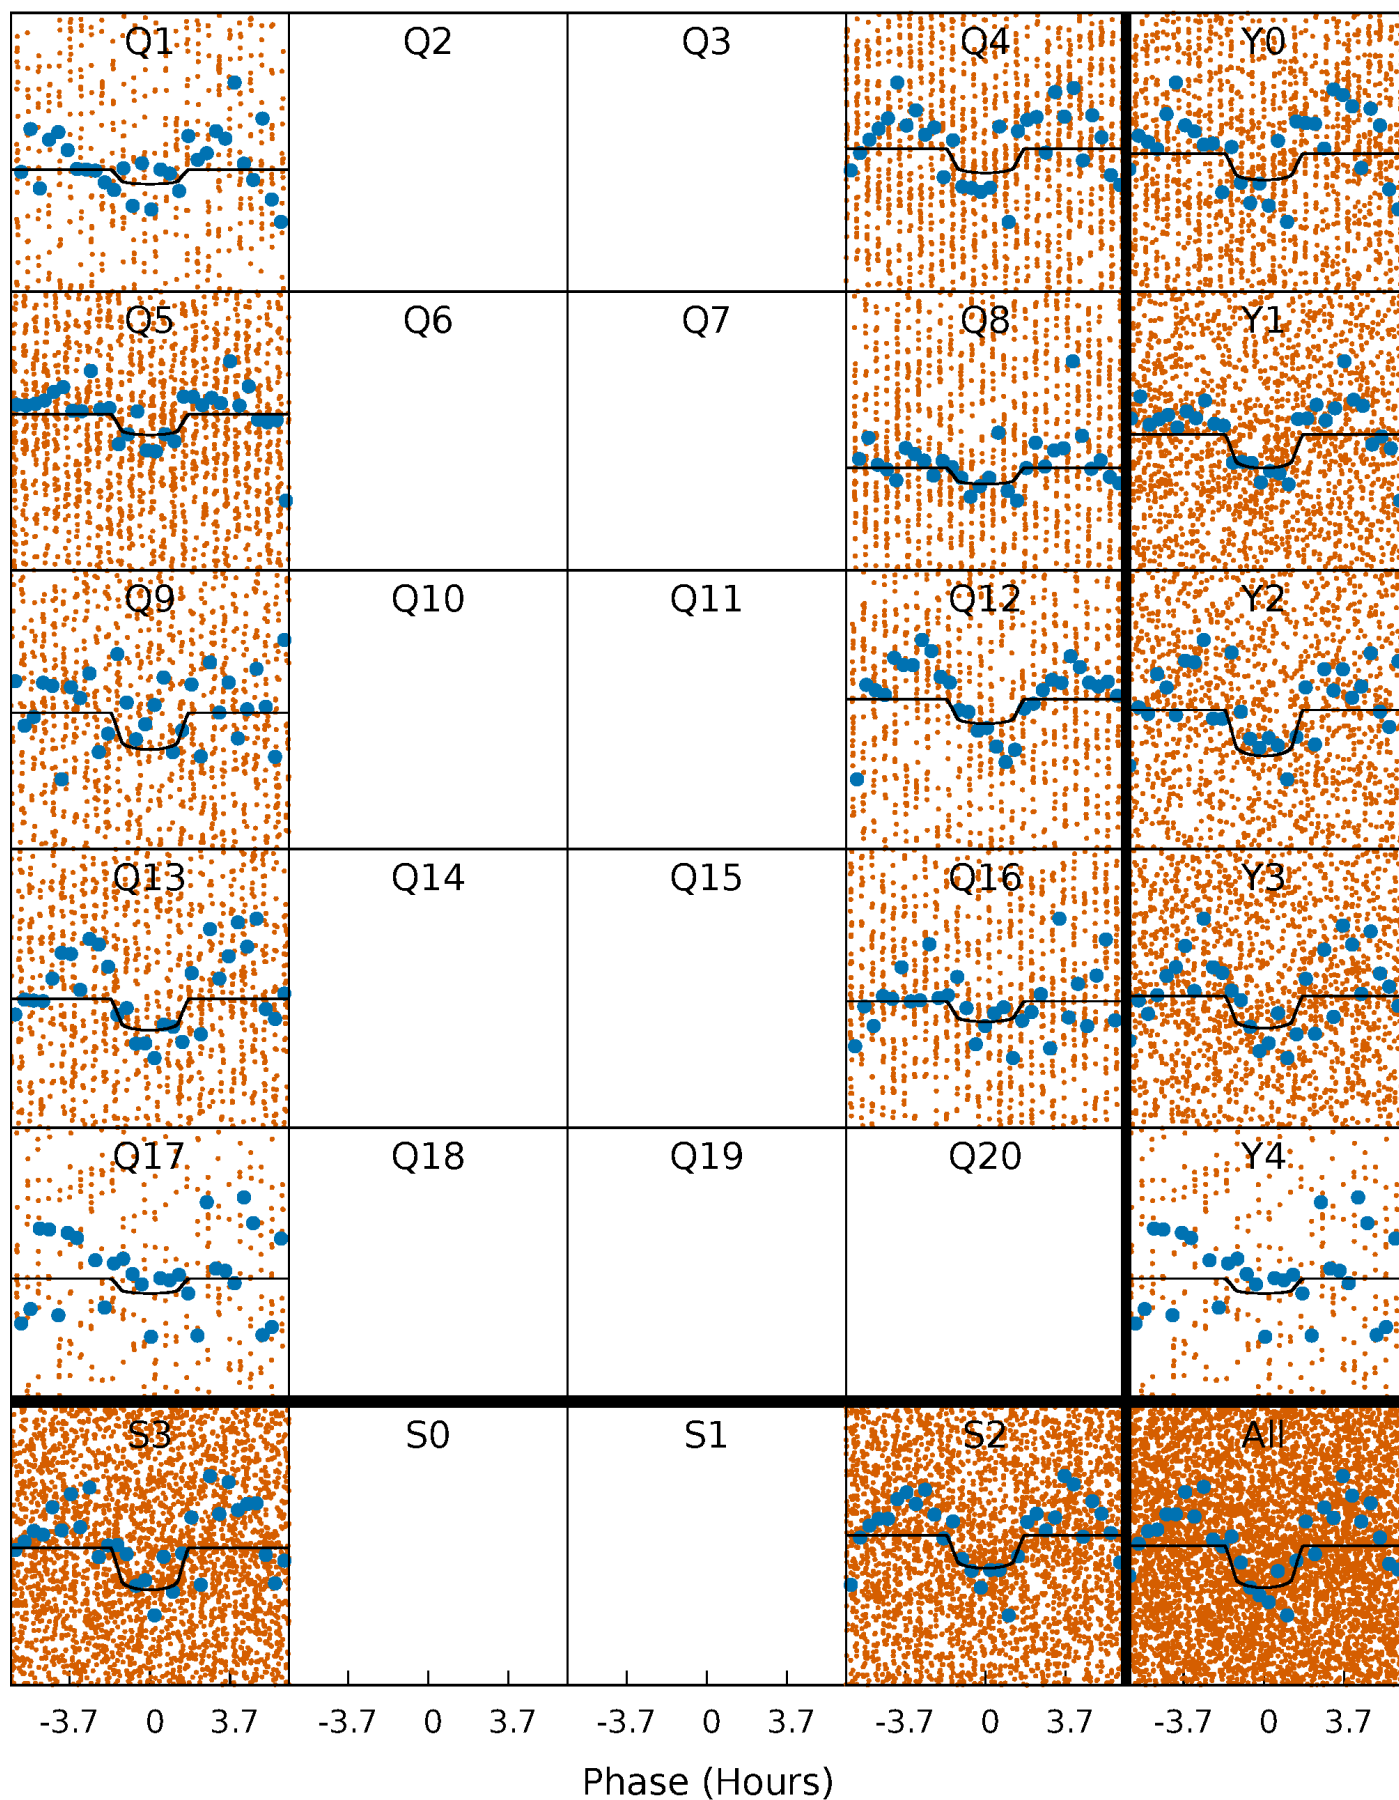 Q1 Q2 Q3 Q4 Y0
Q5 Q6 Q7 Q8 Y1
Q9 Q10 Q11 Q12 Y2
Q13 Q14 Q15 Q16 Y3
Q17 Q18 Q19 Q20 Y4
S3 S0 S1 S2 All
-3.7 0 3.7 -3.7 0 3.7 -3.7 0 3.7 -3.7 0 3.7 -3.7 0 3.7
Phase (Hours)